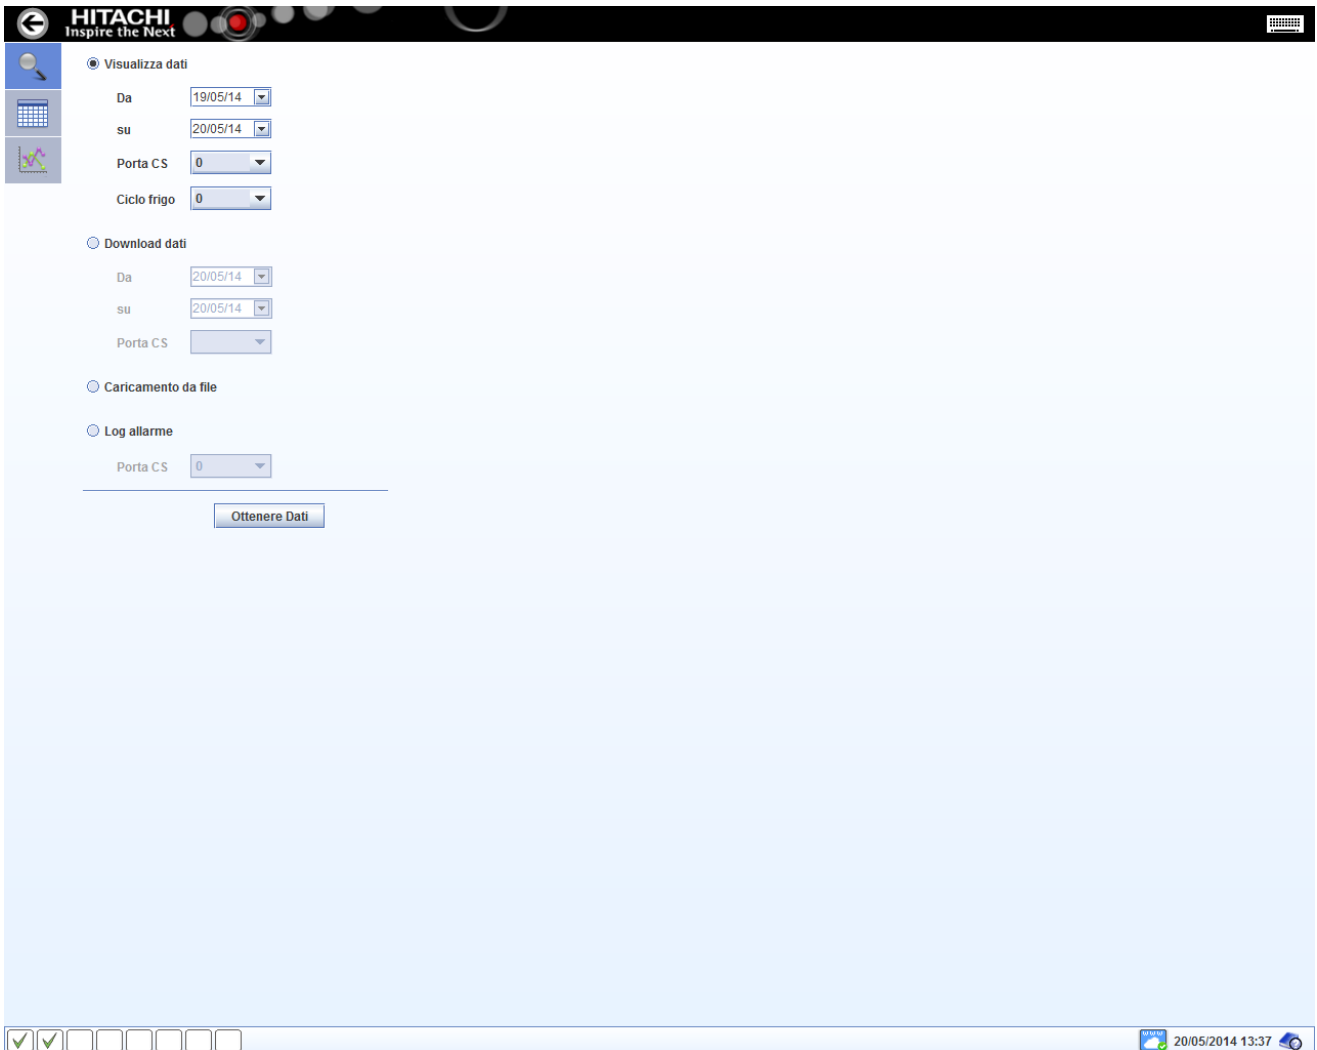 HITACHI
Inspire the Next
Visualizza dati
Da 19/05/14
su 20/05/14
Porta CS 0
Ciclo frigo 0
Download dati
Da 20/05/14
su 20/05/14
Porta CS
Caricamento da file
Log allarme
Porta CS 0
Ottenere Dati
www 20/05/2014 13:37